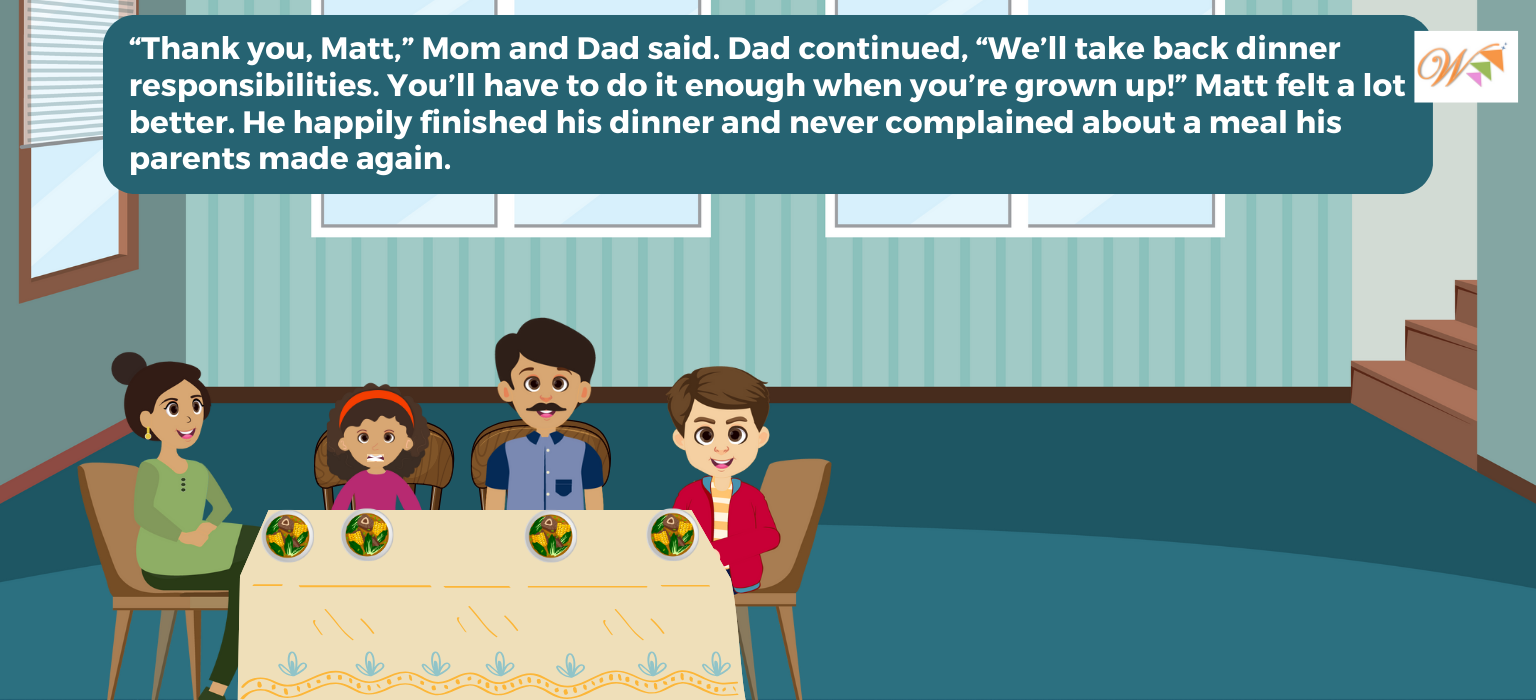 “Thank you, Matt,” Mom and Dad said. Dad continued, “We’ll take back dinner
responsibilities. You’ll have to do it enough when you’re grown up!” Matt felt a lot
better. He happily finished his dinner and never complained about a meal his
parents made again.
W